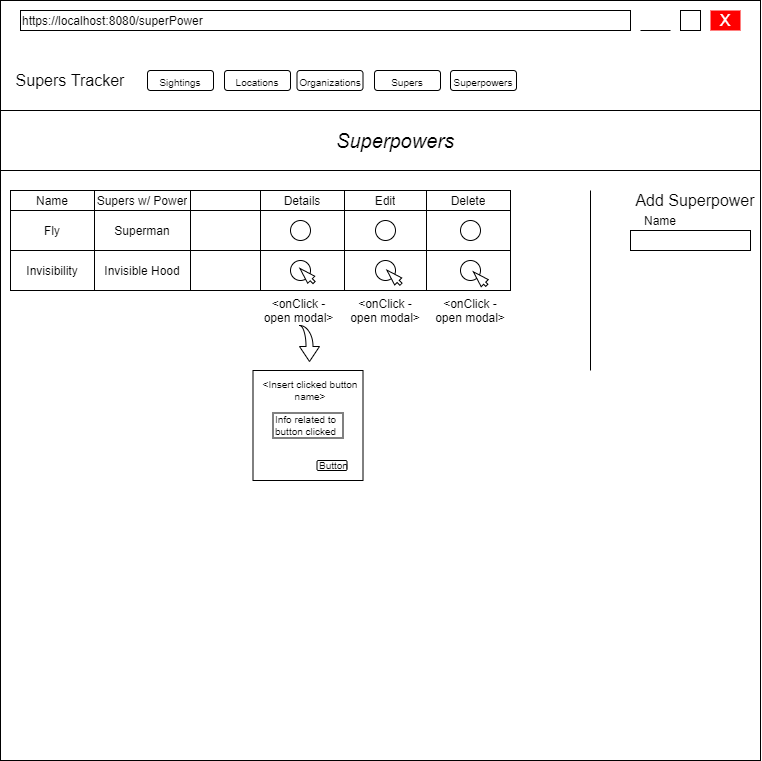 https://localhost:8080/superPower
X
Supers Tracker
Sightings
Locations
Organizations
Supers
Superpowers
Superpowers
Name
Supers w/ Power
Details
Edit
Delete
Fly
Superman
Invisibility
Invisible Hood
<onClick -
open modal>
<onClick -
open modal>
<onClick -
open modal>
<Insert clicked button
name>
Info related to
button clicked
Button
Add Superpower
Name